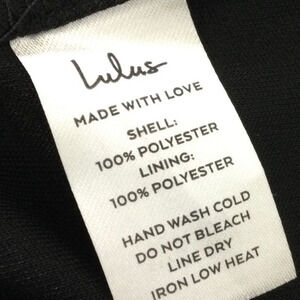 Lulus
MADE WITH LOVE
SHELL:
100% POLYESTER
LINING:
100% POLYESTER
HAND WASH COLD
DO NOT BLEACH
LINE DRY
IRON LOW HEAT